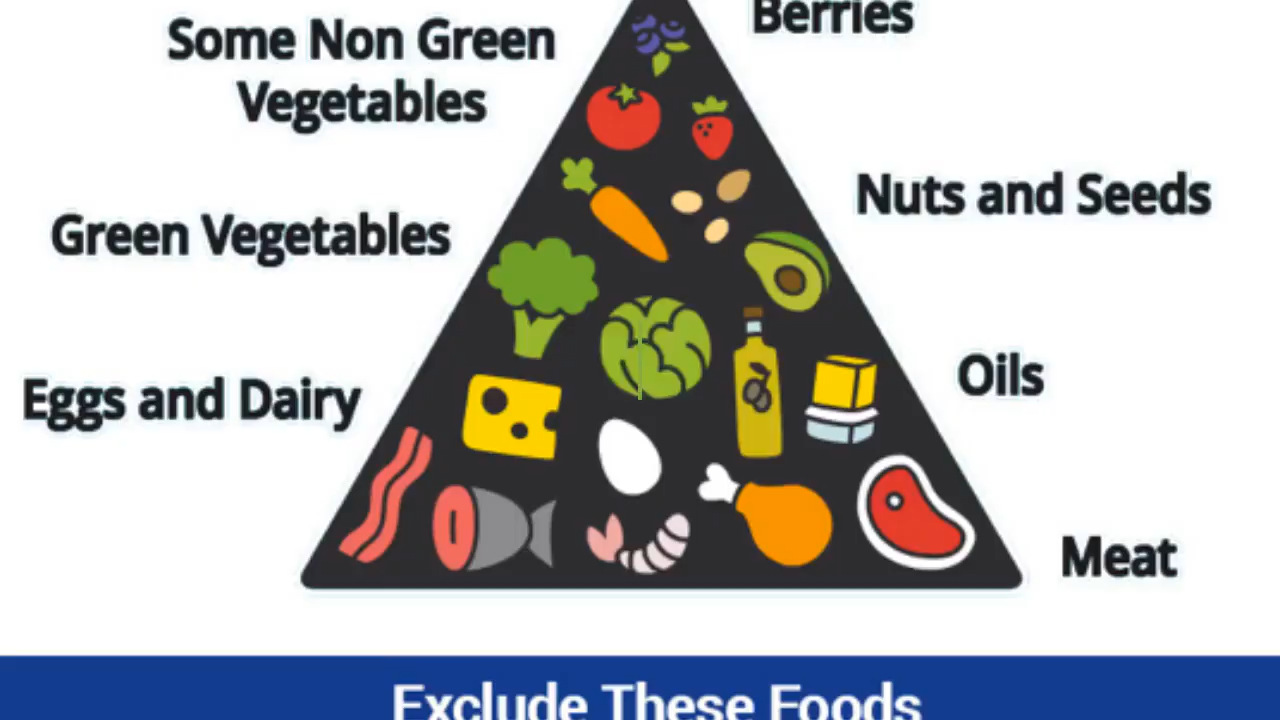 Berries
Some Non Green
Vegetables
Nuts and Seeds
Green Vegetables
Oils
Eggs and Dairy
Meat
Exclude These Foods